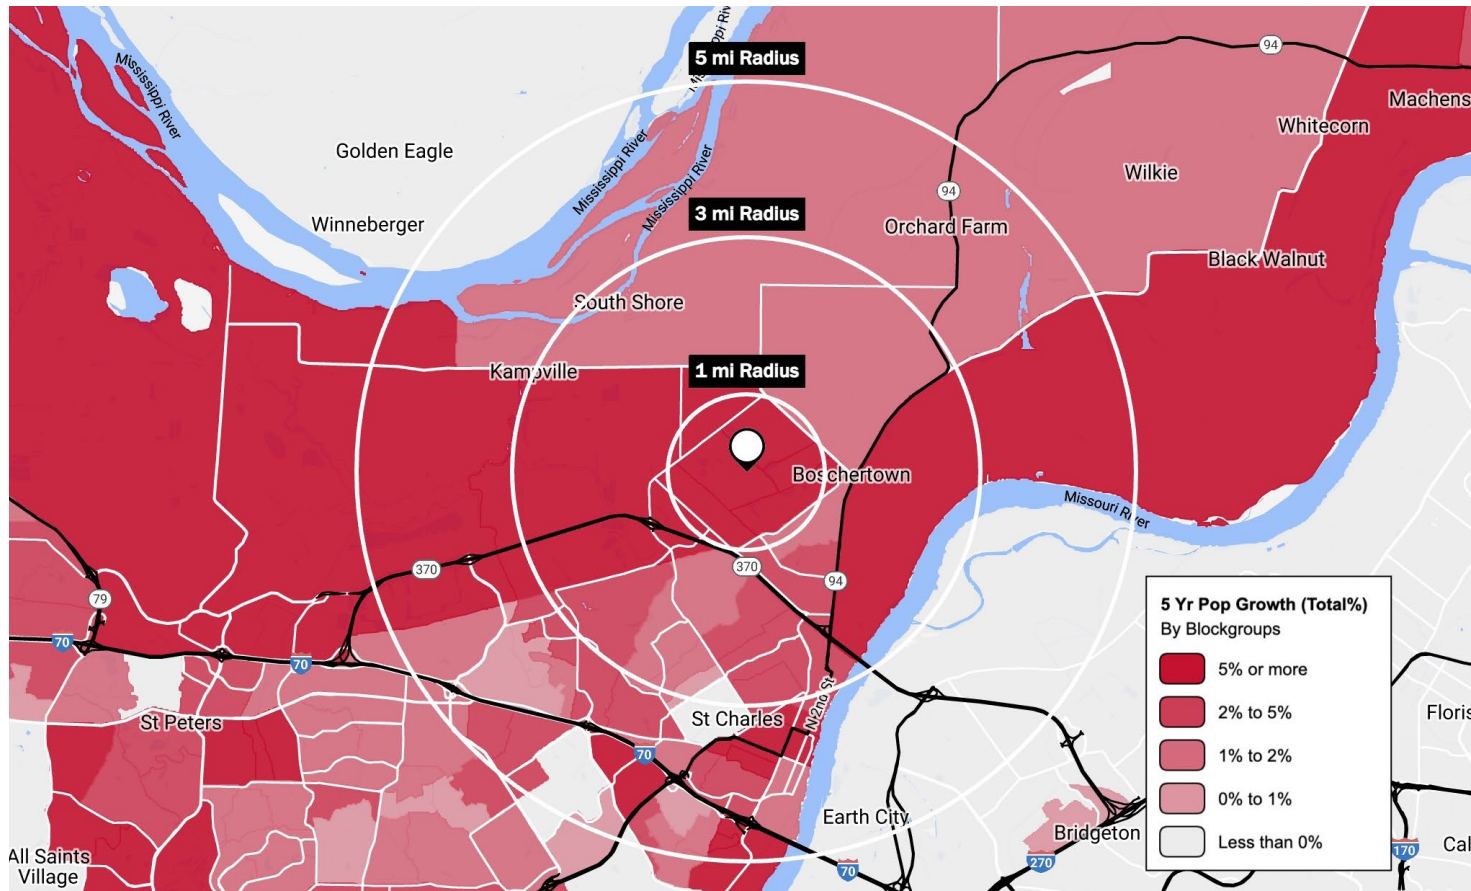 5 mi Radius
Mississippi River
94
Machens
Mississippi River
Whitecorn
Golden Eagle
Mississippi River
Mississippi River
Wilkie
94
3 mi Radius
Winneberger
Orchard Farm
Black Walnut
South Shore
Kampville
1 mi Radius
Boschertown
Missouri River
370
370
94
79
70
70
N 2nd St
St Peters
St Charles
70
Earth City
Bridgeton
270
70
170
All Saints
Village
5 Yr Pop Growth (Total%)
By Blockgroups
5% or more
2% to 5%
1% to 2%
0% to 1%
Less than 0%
Floris
Cal